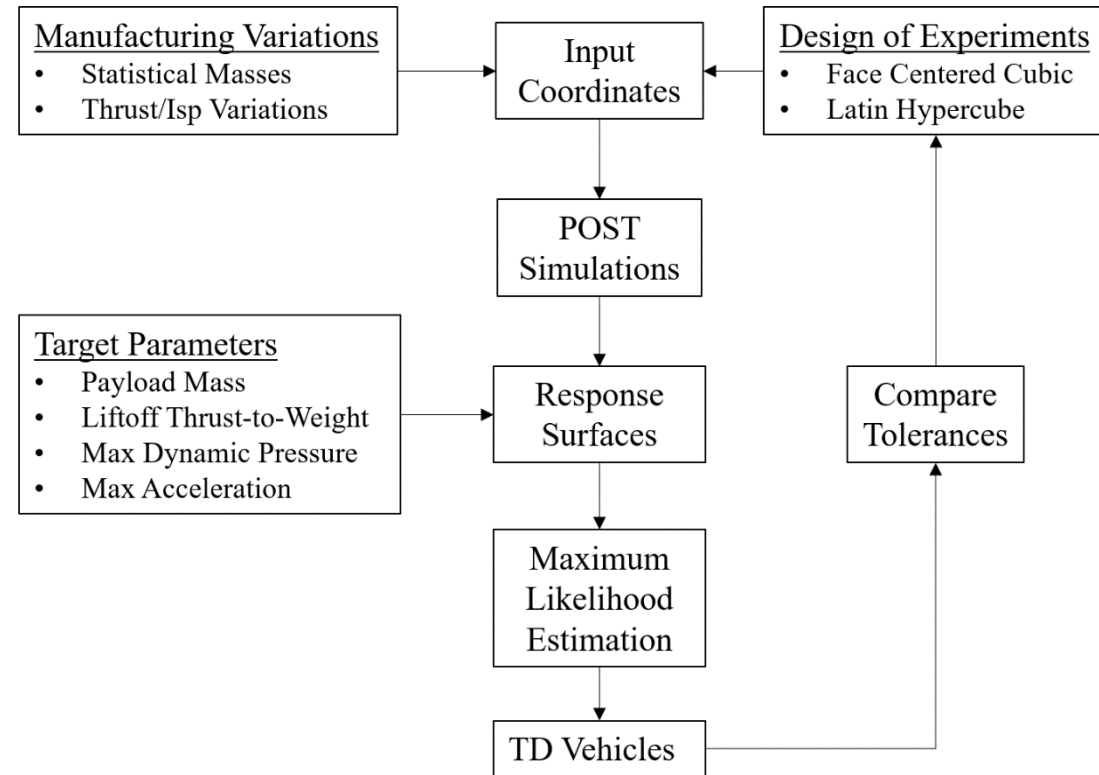 Manufacturing Variations
• Statistical Masses
• Thrust/Isp Variations
Input
Coordinates
Design of Experiments
• Face Centered Cubic
• Latin Hypercube
POST
Simulations
Target Parameters
• Payload Mass
• Liftoff Thrust-to-Weight
• Max Dynamic Pressure
• Max Acceleration
Response
Surfaces
Compare
Tolerances
Maximum
Likelihood
Estimation
TD Vehicles